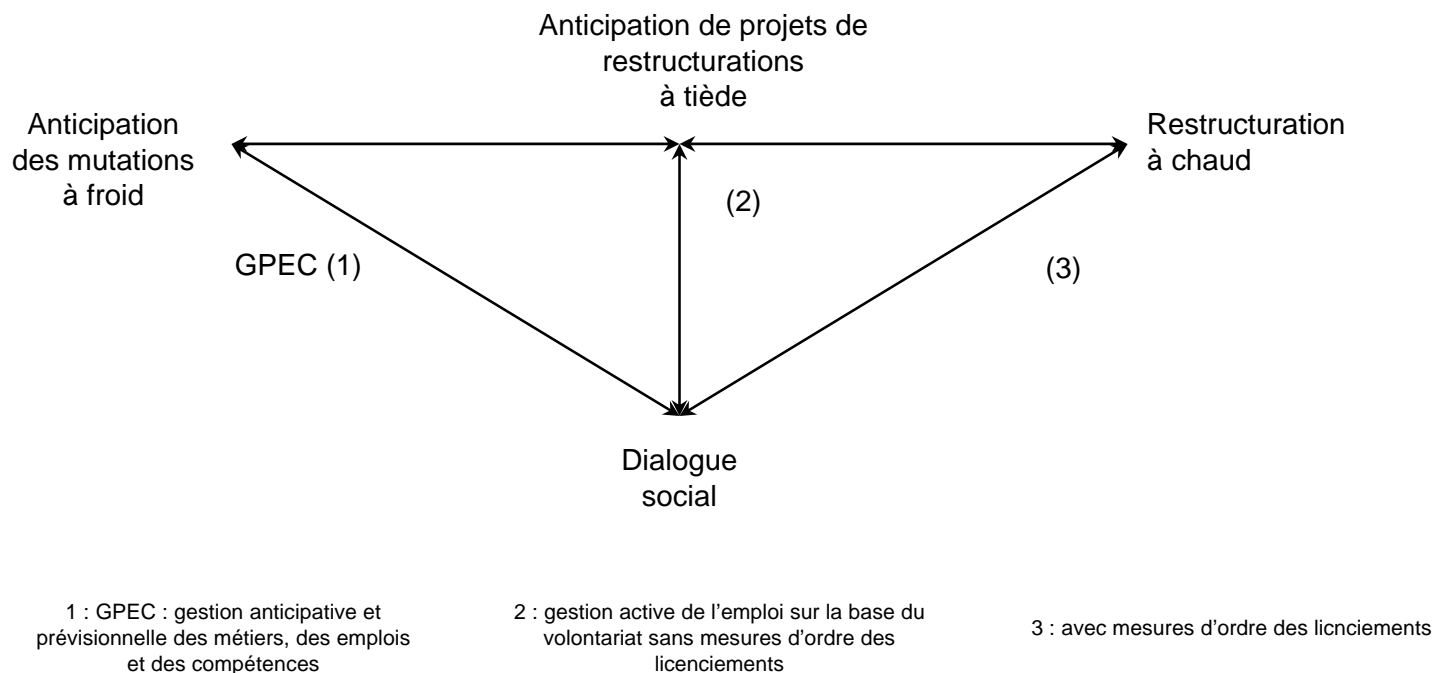 Anticipation de projets de
restructurations
à tiède
Anticipation
des mutations
à froid
Restructuration
à chaud
(2)
GPEC (1)
(3)
Dialogue
social
1 : GPEC : gestion anticipative et
prévisionnelle des métiers, des emplois
et des compétences
2 : gestion active de l’emploi sur la base du
volontariat sans mesures d’ordre des
licenciements
3 : avec mesures d’ordre des licnciements